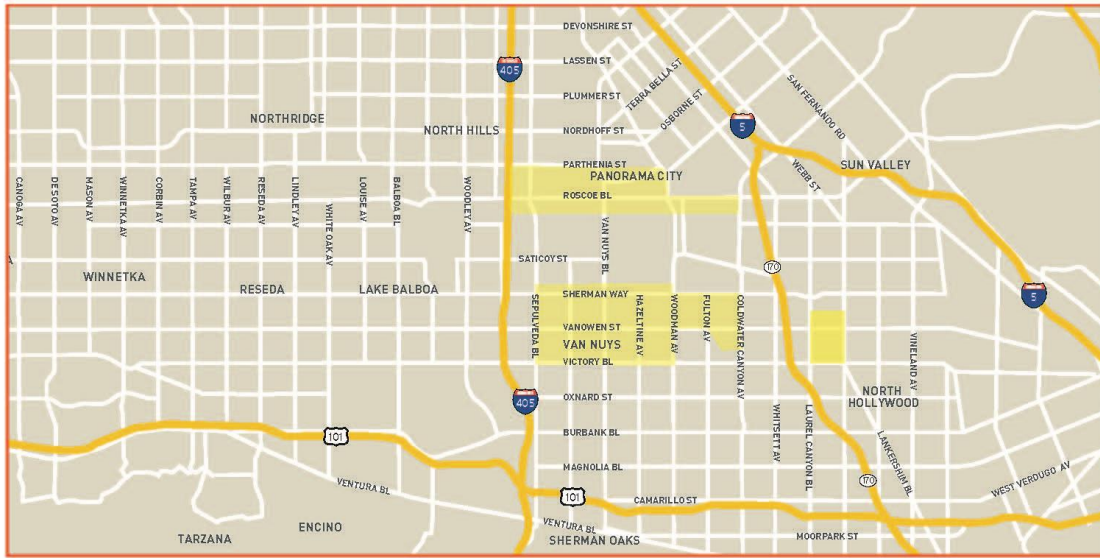 DEVONSHIRE ST
LASSEN ST
405
PLUMMER ST
TERRA BELLA ST
OSBORNE ST
SAN FERNANDO RD
NORTHRIDGE
NORTH HILLS
NORDHOFF ST
5
PARTHENIA ST
PANORAMA CITY
WEBB ST
SUN VALLEY
ROSCOE BL
CANOGA AV
DE SOTO AV
MASON AV
WINNETKA AV
CORBIN AV
TAMPA AV
WILBUR AV
RESEDA AV
LINDLEY AV
WHITE OAK AV
LOUISE AV
BALBOA BL
WOODLEY AV
VAN NUYS BL
SATICOY ST
170
A
WINNETKA
RESEDA
LAKE BALBOA
SHERMAN WAY
5
SEPULVEDA BL
HAZELTINE AV
WOODMAN AV
FULTON AV
COLDWATER CANYON AV
VANOWEN ST
VAN NUYS
VINELAND AV
VICTORY BL
405
OXNARD ST
NORTH
HOLLYWOOD
WHITSETT AV
LAUREL CANYON BL
LANKERSHIM BL
101
BURBANK BL
MAGNOLIA BL
WEST VERDUGO AV
170
VENTURA BL
101
CAMARILLO ST
ENCINO
VENTURA BL
TARZANA
SHERMAN OAKS
MOORPARK ST